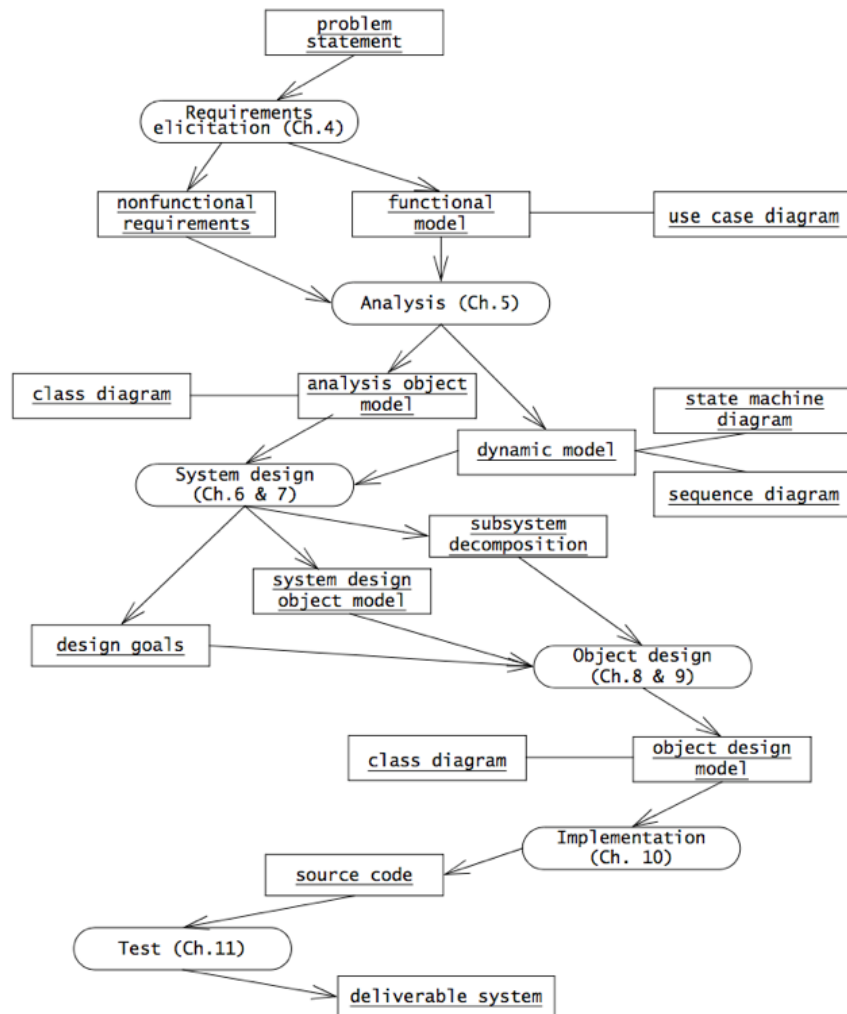 problem
statement
Requirements
elicitation (Ch.4)
nonfunctional
requirements
functional
model
use case diagram
Analysis (Ch.5)
class diagram
analysis object
model
state machine
diagram
dynamic model
System design
(Ch.6 & 7)
sequence diagram
subsystem
decomposition
system design
object model
design goals
Object design
(Ch.8 & 9)
class diagram
object design
model
Implementation
(Ch. 10)
source code
Test (Ch.11)
deliverable system